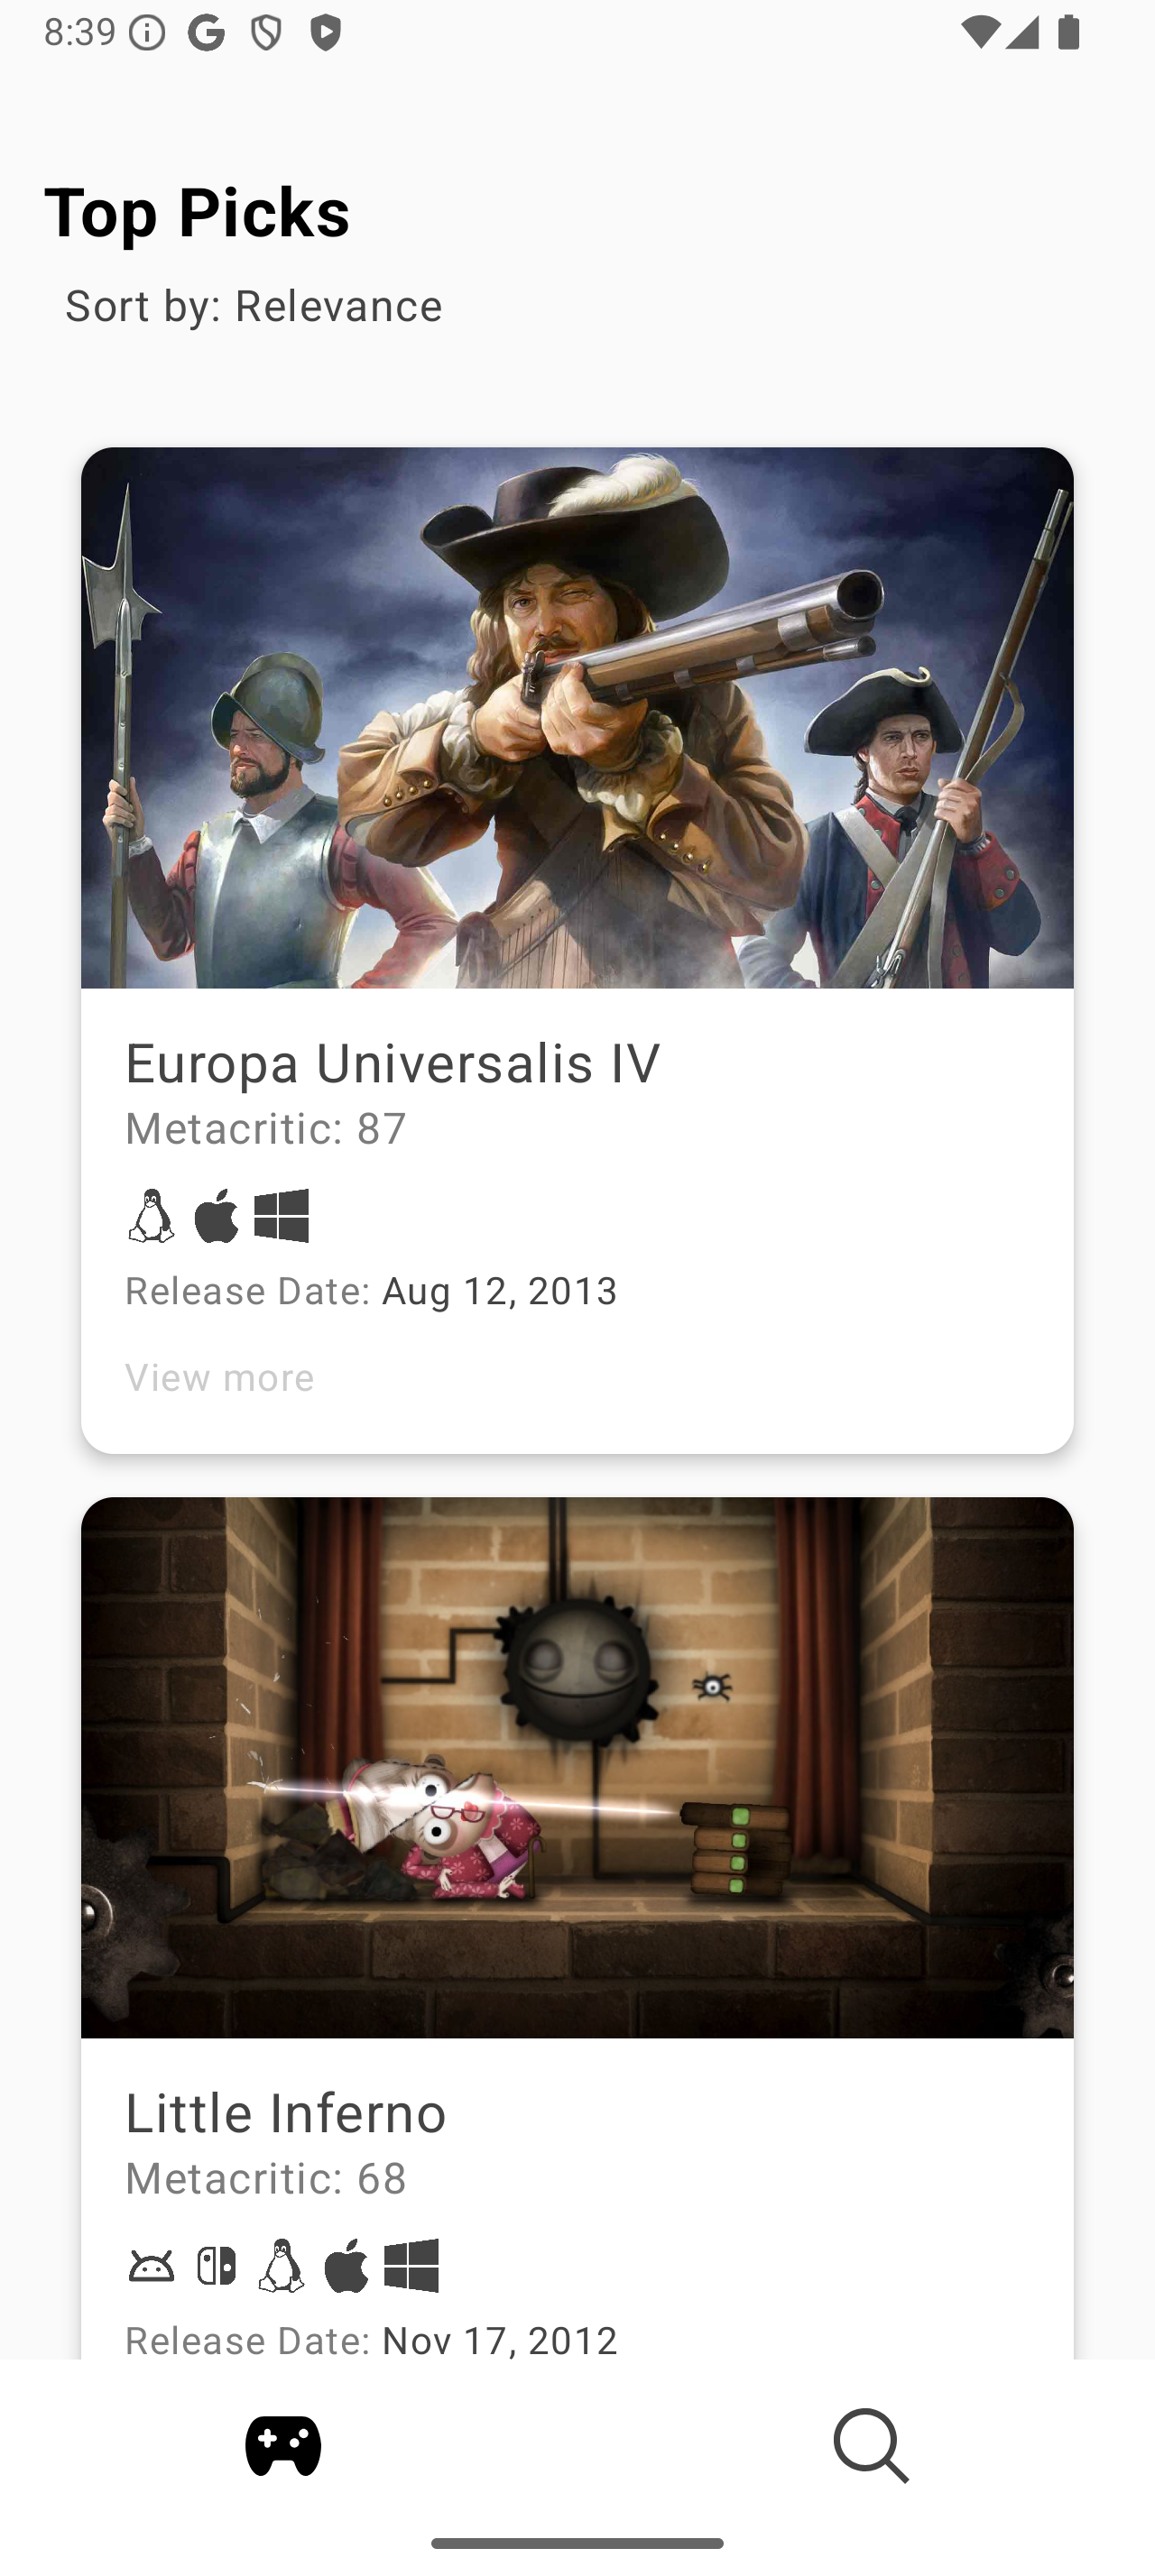 8:39
Top Picks
Sort by: Relevance
Europa Universalis IV
Metacritic: 87
Release Date: Aug 12, 2013
View more
Little Inferno
Metacritic: 68
Release Date: Nov 17, 2012